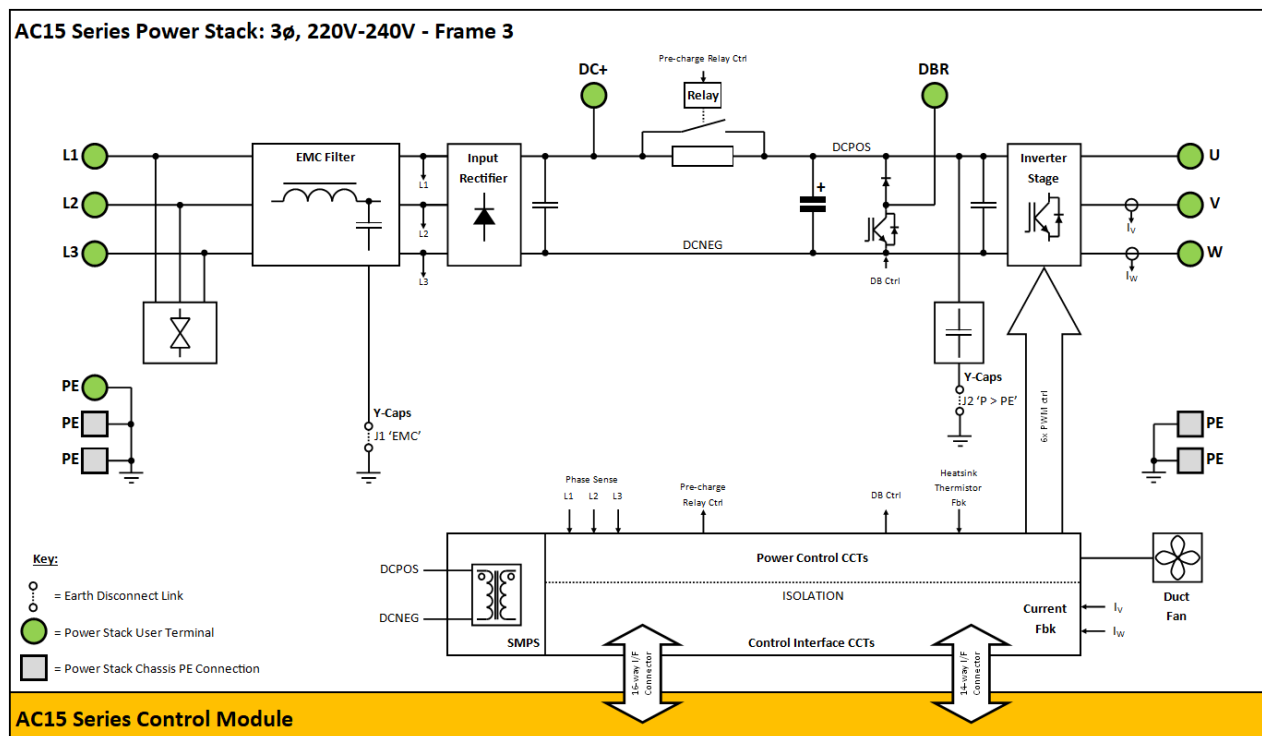 AC15 Series Power Stack: 3ø, 220V-240V - Frame 3
Pre-charge Relay Ctrl
DC+
DBR
Relay
L1
EMC Filter
Input
Rectifier
DCPOS
Inverter
Stage
U
L1
+
L2
V
L2
IV
L3
DCNEG
W
L3
DB Ctrl
IW
PE
Y-Caps
J2 'P > PE'
PE
Y-Caps
J1 'EMC'
6x PWM ctrl
PE
PE
PE
Phase Sense
L1 L2 L3
Pre-charge
Relay Ctrl
DB Ctrl
Heatsink
Thermistor
Fbk
Key:
= Earth Disconnect Link
= Power Stack User Terminal
= Power Stack Chassis PE Connection
DCPOS
DCNEG
SMPS
Power Control CCTs
ISOLATION
Control Interface CCTs
Current
Fbk
IV
IW
Duct
Fan
16-way I/F
Connector
14-way I/F
Connector
AC15 Series Control Module